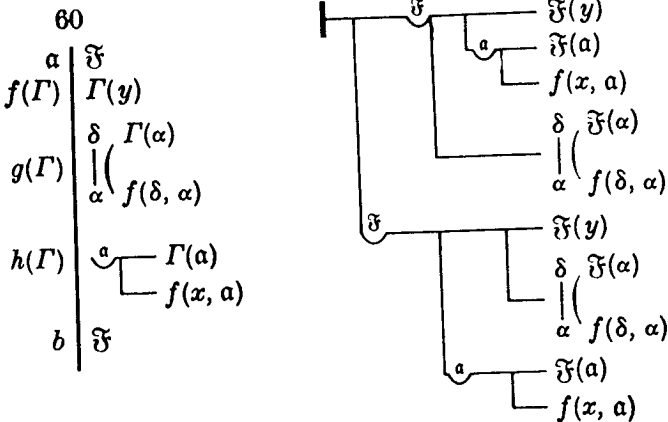 60
𝔞 𝔉
f(Γ) Γ(y)
g(Γ) δ Γ(α)
α f(δ, α)
h(Γ) 𝔞 Γ(𝔞)
f(x, 𝔞)
b 𝔉
𝔉 𝔉(y)
𝔞 𝔉(𝔞)
f(x, 𝔞)
δ 𝔉(α)
α f(δ, α)
𝔉 𝔉(y)
δ 𝔉(α)
α f(δ, α)
𝔞 𝔉(𝔞)
f(x, 𝔞)